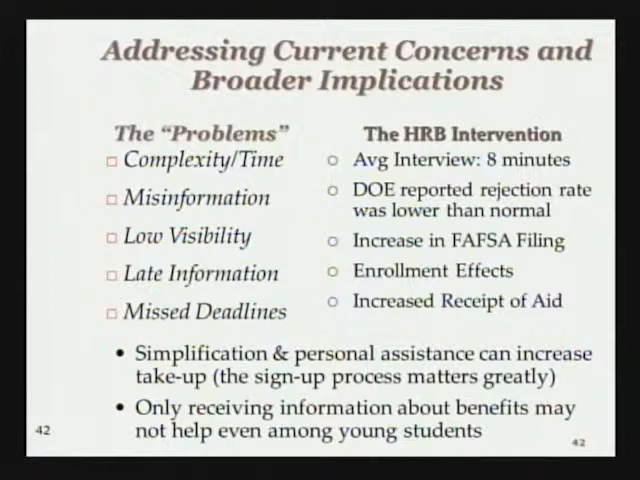 Addressing Current Concerns and
Broader Implications
The "Problems"
Complexity/Time
Misinformation
Low Visibility
Late Information
Missed Deadlines
The HRB Intervention
Avg Interview: 8 minutes
DOE reported rejection rate
was lower than normal
Increase in FAFSA Filing
Enrollment Effects
Increased Receipt of Aid
• Simplification & personal assistance can increase
take-up (the sign-up process matters greatly)
• Only receiving information about benefits may
not help even among young students
42
42